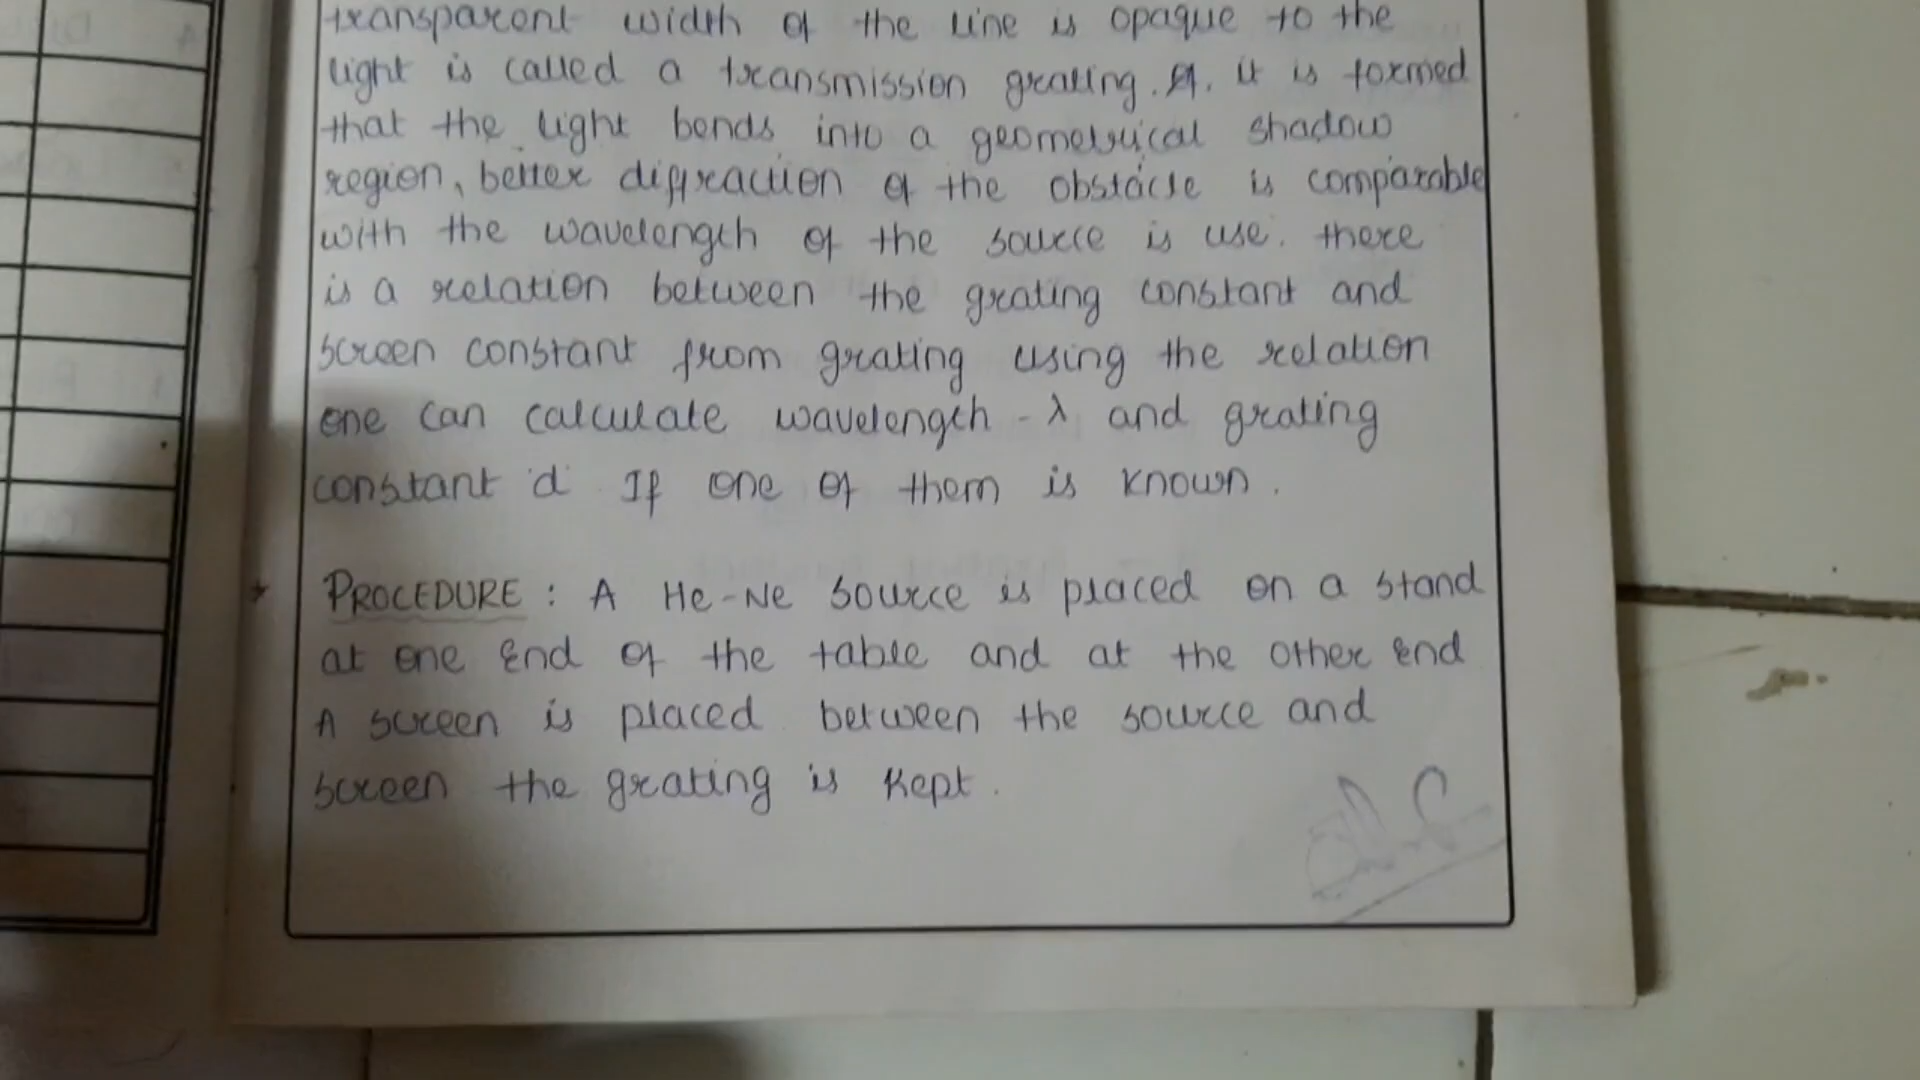 transparent width of the line is opaque to the
light is called a transmission grating. it is formed
that the light bends into a geometrical shadow
region, better diffraction of the obstacle is comparable
with the wavelength of the source is use. there
is a relation between the grating constant and
screen constant from grating using the relation
one can calculate wavelength - λ and grating
constant 'd' If one of them is known.
PROCEDURE : A He-Ne source is placed on a stand
at one End of the table and at the other End
A screen is placed between the source and
screen the grating is kept.